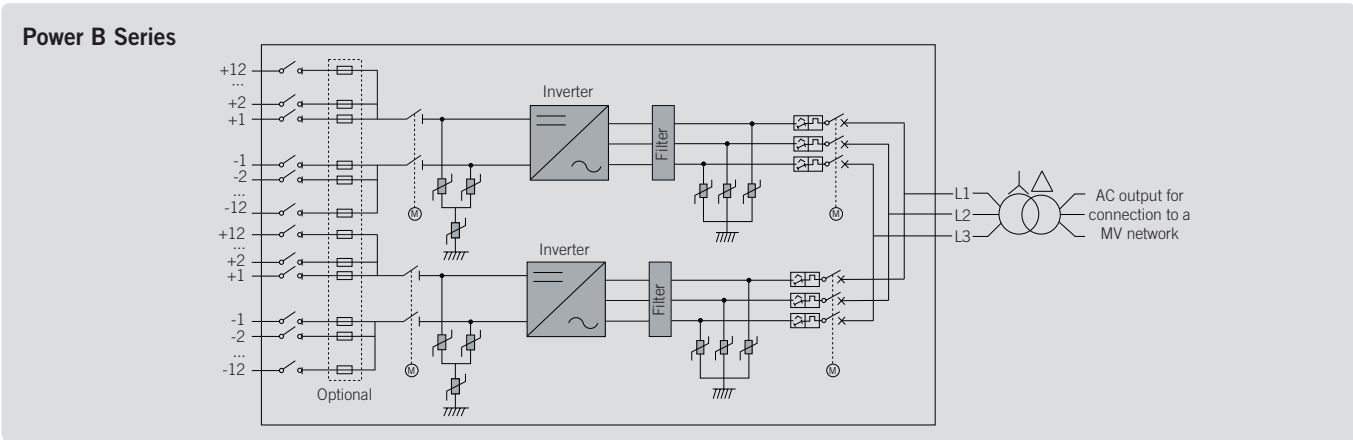 Power B Series
+12
...
+2
+1
-1
-2
...
-12
+12
...
+2
+1
-1
-2
...
-12
Optional
M
Inverter
Filter
M
M
Inverter
Filter
M
L1
L2
L3
AC output for
connection to a
MV network